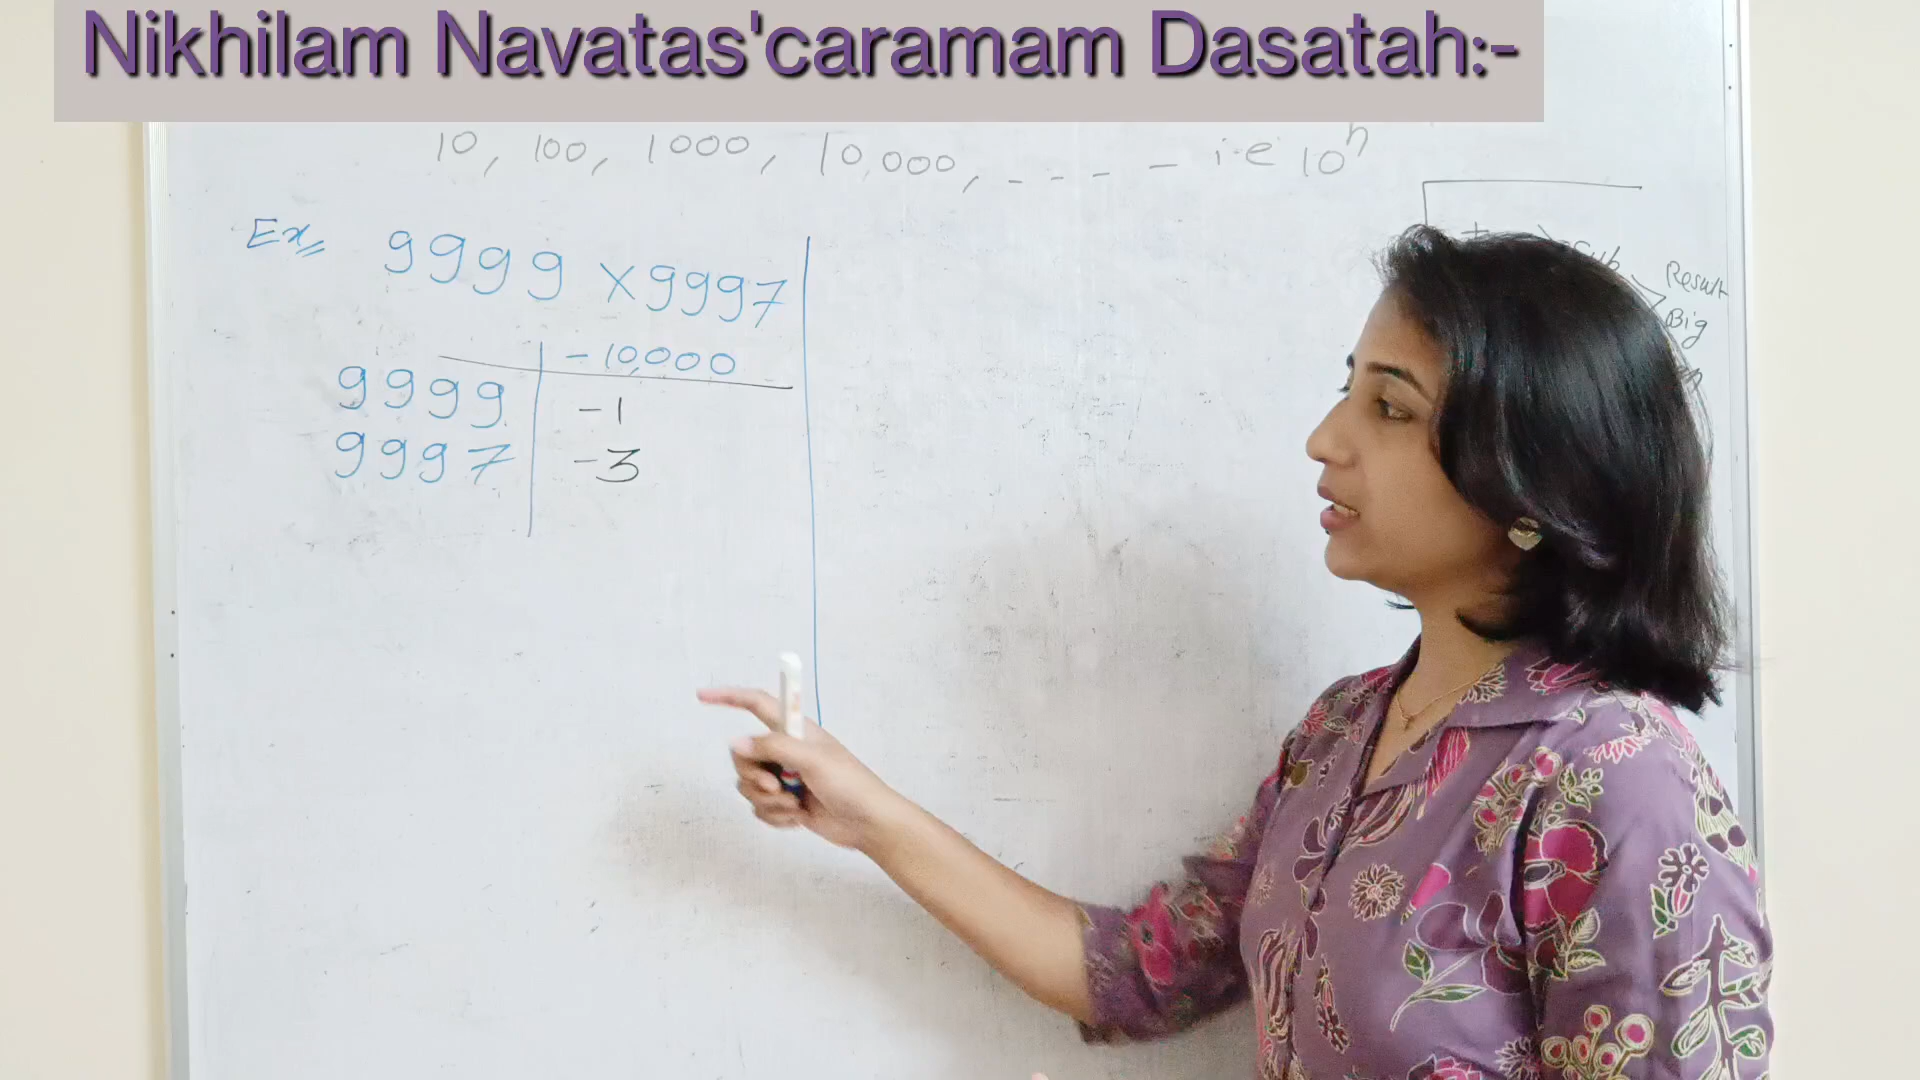 Nikhilam Navatas'caramam Dasatah:-
10, 100, 1000, 10,000, - - - - i.e 10ⁿ
Ex 9999 × 9997
- 10,000
9999 | -1
9997 | -3
Sub
Result
Big